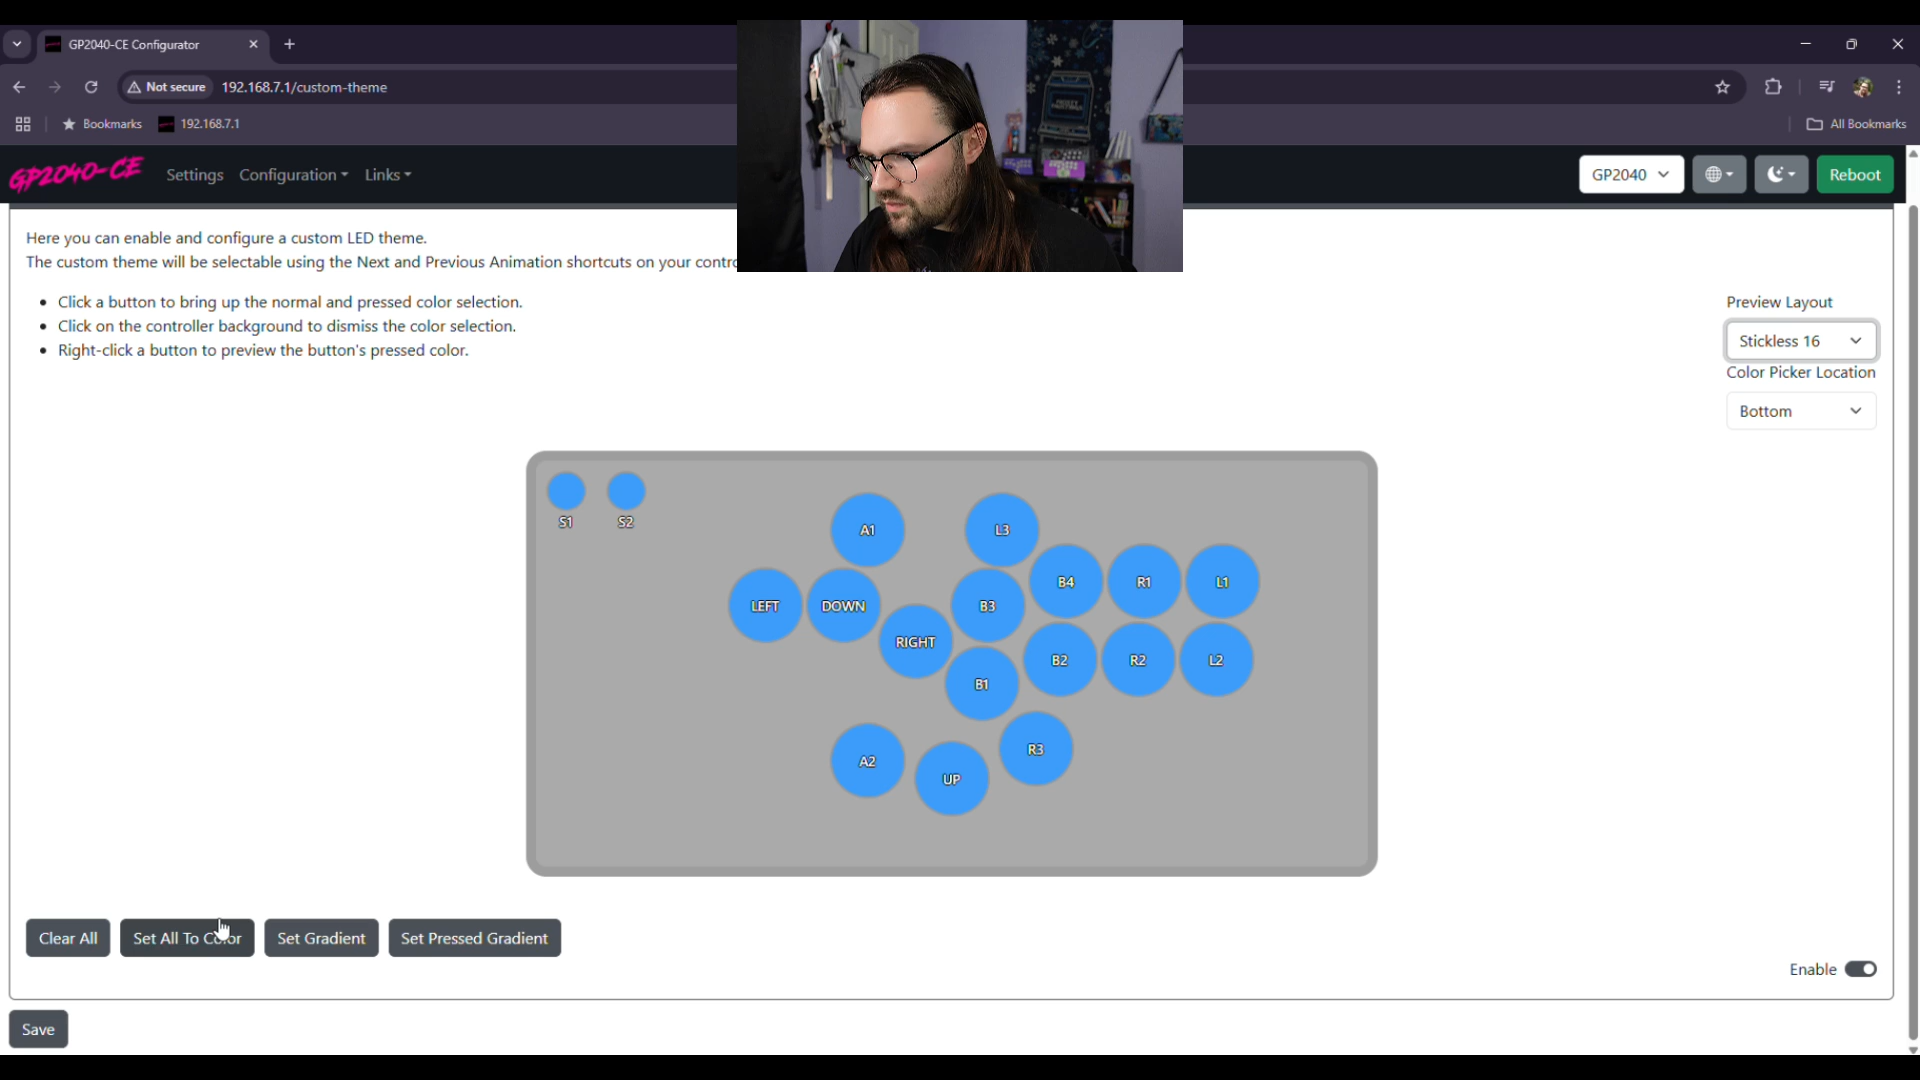 GP2040-CE Configurator
Not secure 192.168.7.1/custom-theme
Bookmarks 192.168.7.1 All Bookmarks
GP2040-CE Settings Configuration Links GP2040 Reboot
Here you can enable and configure a custom LED theme.
The custom theme will be selectable using the Next and Previous Animation shortcuts on your contro
Click a button to bring up the normal and pressed color selection.
Click on the controller background to dismiss the color selection.
Right-click a button to preview the button's pressed color.
Preview Layout
Stickless 16
Color Picker Location
Bottom
S1 S2
A1 L3
B4 R1 L1
LEFT DOWN B3
RIGHT
B2 R2 L2
B1
R3
A2
UP
Clear All Set All To Color Set Gradient Set Pressed Gradient
Enable
Save